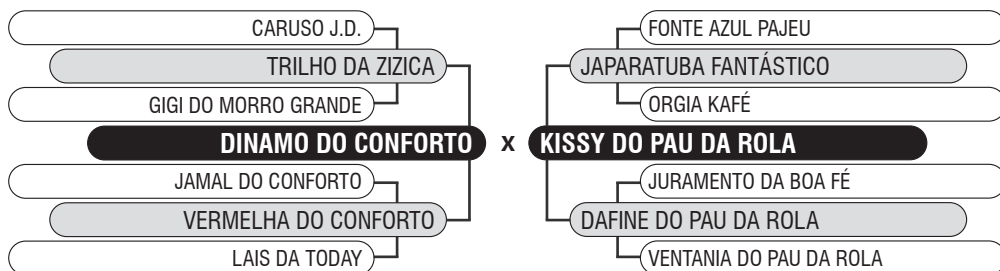 CARUSO J.D.
FONTE AZUL PAJEU
TRILHO DA ZIZICA
JAPARATUBA FANTÁSTICO
GIGI DO MORRO GRANDE
ORGIA KAFÉ
DINAMO DO CONFORTO x KISSY DO PAU DA ROLA
JAMAL DO CONFORTO
JURAMENTO DA BOA FÉ
VERMELHA DO CONFORTO
DAFINE DO PAU DA ROLA
LAIS DA TODAY
VENTANIA DO PAU DA ROLA